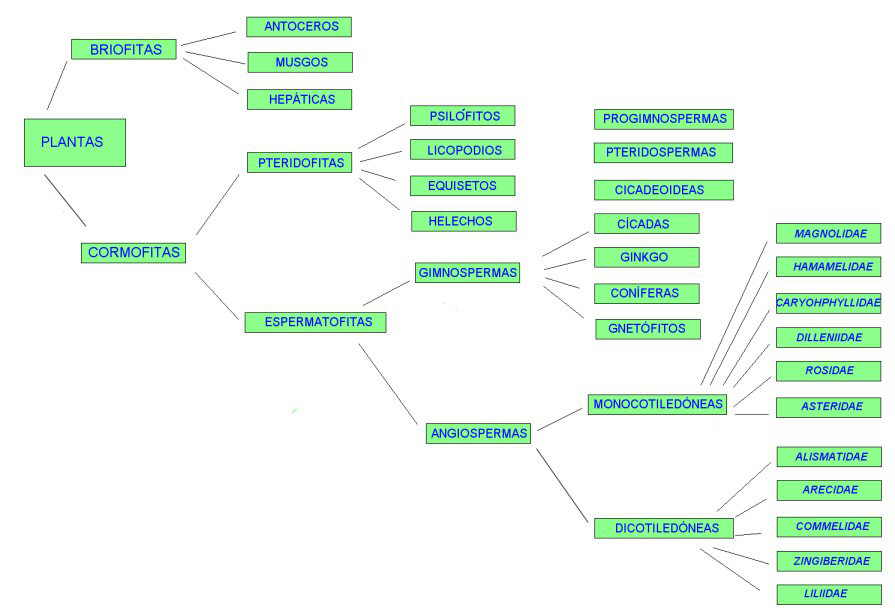 PLANTAS
BRIOFITAS
ANTOCEROS
MUSGOS
HEPÁTICAS
CORMOFITAS
PTERIDOFITAS
PSILÓFITOS
LICOPODIOS
EQUISETOS
HELECHOS
ESPERMATOFITAS
GIMNOSPERMAS
PROGIMNOSPERMAS
PTERIDOSPERMAS
CICADEOIDEAS
CÍCADAS
GINKGO
CONÍFERAS
GNETÓFITOS
ANGIOSPERMAS
MONOCOTILEDÓNEAS
MAGNOLIDAE
HAMAMELIDAE
CARYOHPHYLLIDAE
DILLENIIDAE
ROSIDAE
ASTERIDAE
DICOTILEDÓNEAS
ALISMATIDAE
ARECIDAE
COMMELIDAE
ZINGIBERIDAE
LILIIDAE